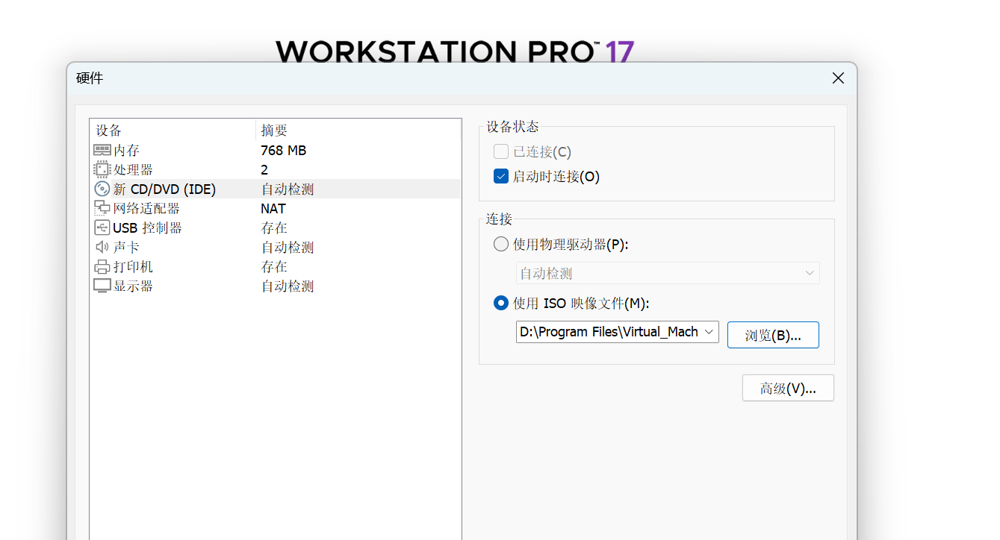 WORKSTATION PRO™ 17
硬件
设备 摘要
内存 768 MB
处理器 2
新 CD/DVD (IDE) 自动检测
网络适配器 NAT
USB 控制器 存在
声卡 自动检测
打印机 存在
显示器 自动检测
设备状态
已连接(C)
启动时连接(O)
连接
使用物理驱动器(P):
自动检测
使用 ISO 映像文件(M):
D:\Program Files\Virtual_Mach
浏览(B)...
高级(V)...